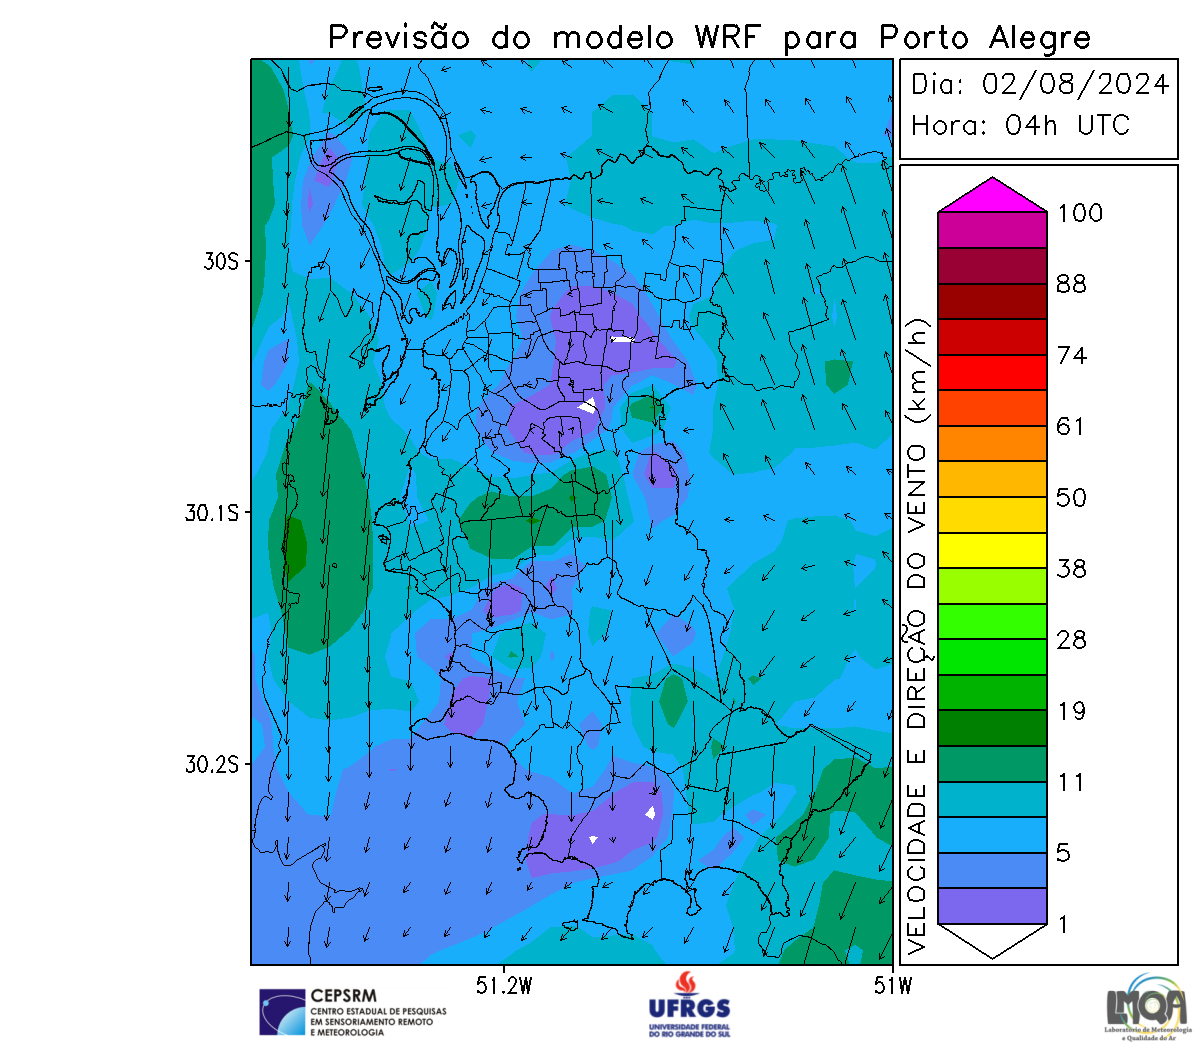 Previsão do modelo WRF para Porto Alegre
Dia: 02/08/2024
Hora: 04h UTC
100
88
74
61
50
38
28
19
11
5
1
VELOCIDADE E DIREÇÃO DO VENTO (km/h)
30S
30.1S
30.2S
51.2W
51W
CEPSRM
CENTRO ESTADUAL DE PESQUISAS
EM SENSORIAMENTO REMOTO
E METEOROLOGIA
UFRGS
UNIVERSIDADE FEDERAL
DO RIO GRANDE DO SUL
LMQA
Laboratório de Meteorologia
e Qualidade do Ar